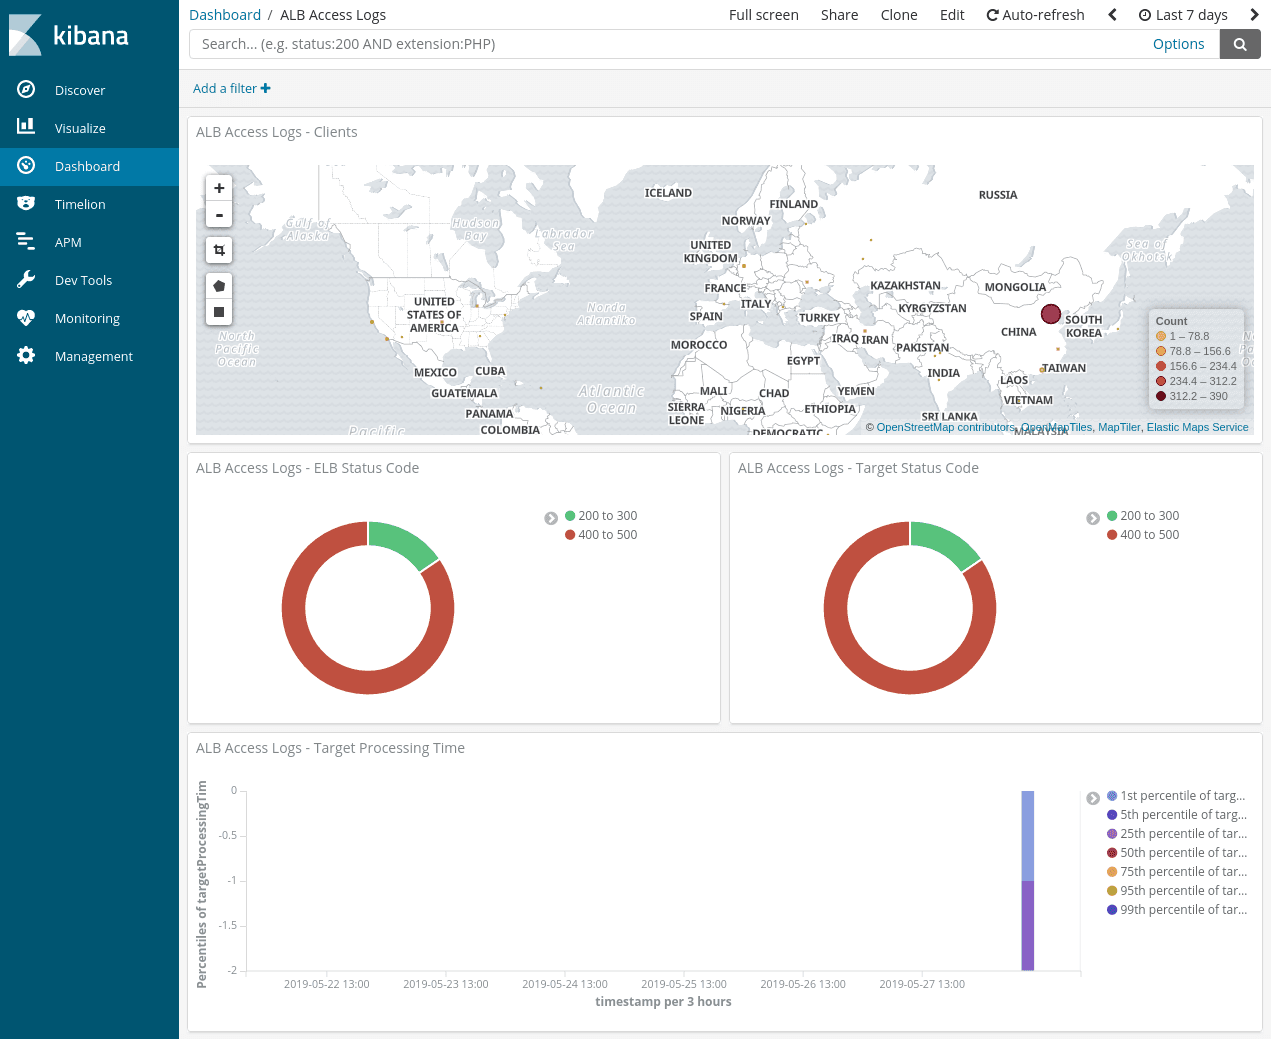 kibana
Discover
Visualize
Dashboard
Timelion
APM
Dev Tools
Monitoring
Management
Dashboard / ALB Access Logs
Full screen Share Clone Edit Auto-refresh Last 7 days
Search... (e.g. status:200 AND extension:PHP)
Options
Add a filter
ALB Access Logs - Clients
+
-
ICELAND
RUSSIA
FINLAND
NORWAY
Gulf of
Alaska
Hudson
Bay
Labrador
Sea
Sea of
Okhotsk
UNITED
KINGDOM
FRANCE
KAZAKHSTAN
MONGOLIA
UNITED
STATES OF
AMERICA
Norda
Atlantika
ITALY
SPAIN
TURKEY
KYRGYZSTAN
SOUTH
KOREA
CHINA
North
Pacific
Ocean
MOROCCO
IRAQ
IRAN
PAKISTAN
EGYPT
MEXICO
CUBA
INDIA
TAIWAN
LAOS
GUATEMALA
Atlantic
Ocean
MALI
CHAD
YEMEN
VIETNAM
PANAMA
COLOMBIA
SIERRA
LEONE
NIGERIA
ETHIOPIA
SRI LANKA
Pacific
DEMOCRATIC
MALAYSIA
Count
1 – 78.8
78.8 – 156.6
156.6 – 234.4
234.4 – 312.2
312.2 – 390
© OpenStreetMap contributors, OpenMapTiles, MapTiler, Elastic Maps Service
ALB Access Logs - ELB Status Code
200 to 300
400 to 500
ALB Access Logs - Target Status Code
200 to 300
400 to 500
ALB Access Logs - Target Processing Time
Percentiles of targetProcessingTim
0
-0.5
-1
-1.5
-2
2019-05-22 13:00
2019-05-23 13:00
2019-05-24 13:00
2019-05-25 13:00
2019-05-26 13:00
2019-05-27 13:00
timestamp per 3 hours
1st percentile of targ...
5th percentile of targ...
25th percentile of tar...
50th percentile of tar...
75th percentile of tar...
95th percentile of tar...
99th percentile of tar...